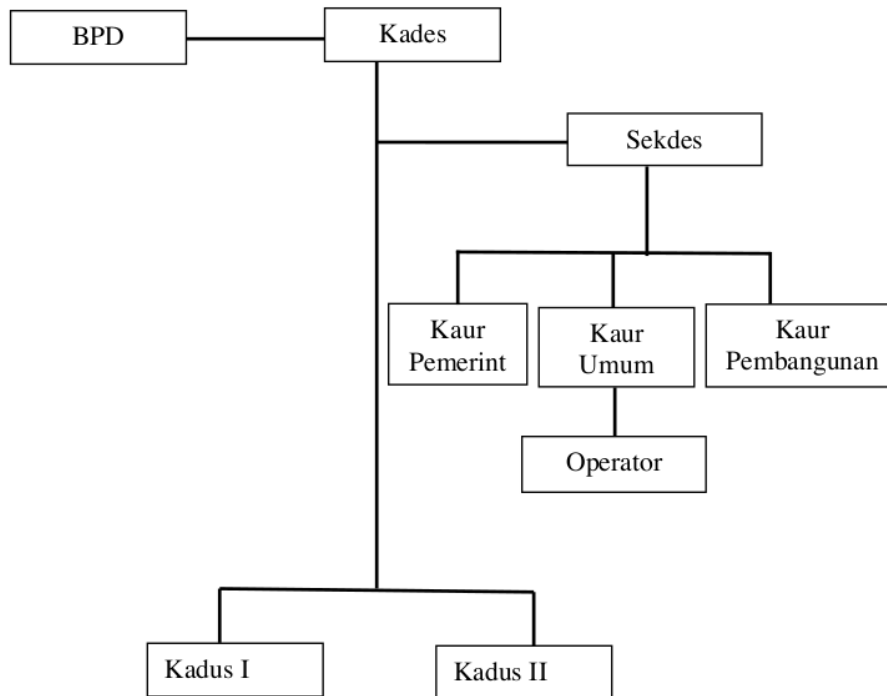 BPD
Kades
Sekdes
Kaur
Pemerint
Kaur
Umum
Kaur
Pembangunan
Operator
Kadus I
Kadus II